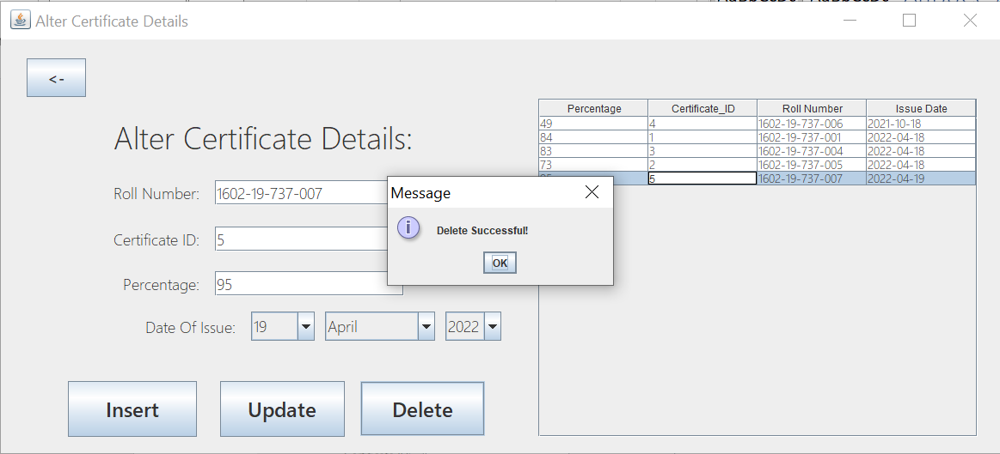 Alter Certificate Details
<-
Alter Certificate Details:
Roll Number: 1602-19-737-007
Certificate ID: 5
Percentage: 95
Date Of Issue: 19 April 2022
Insert Update Delete
Percentage Certificate_ID Roll Number Issue Date
49 4 1602-19-737-006 2021-10-18
84 1 1602-19-737-001 2022-04-18
83 3 1602-19-737-004 2022-04-18
73 2 1602-19-737-005 2022-04-18
5 1602-19-737-007 2022-04-19
Message
Delete Successful!
OK